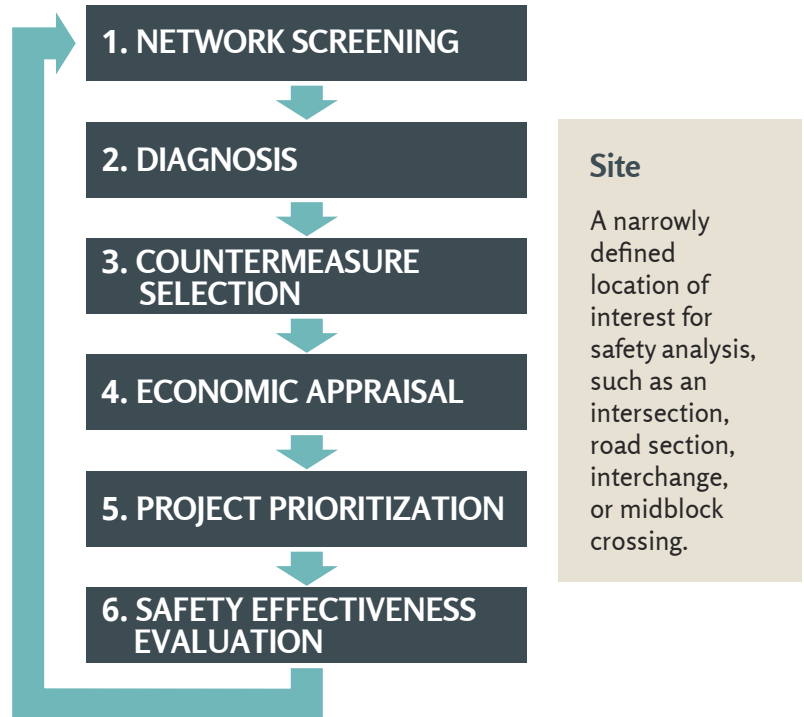 1. NETWORK SCREENING
2. DIAGNOSIS
3. COUNTERMEASURE
SELECTION
4. ECONOMIC APPRAISAL
5. PROJECT PRIORITIZATION
6. SAFETY EFFECTIVENESS
EVALUATION
Site
A narrowly
defined
location of
interest for
safety analysis,
such as an
intersection,
road section,
interchange,
or midblock
crossing.